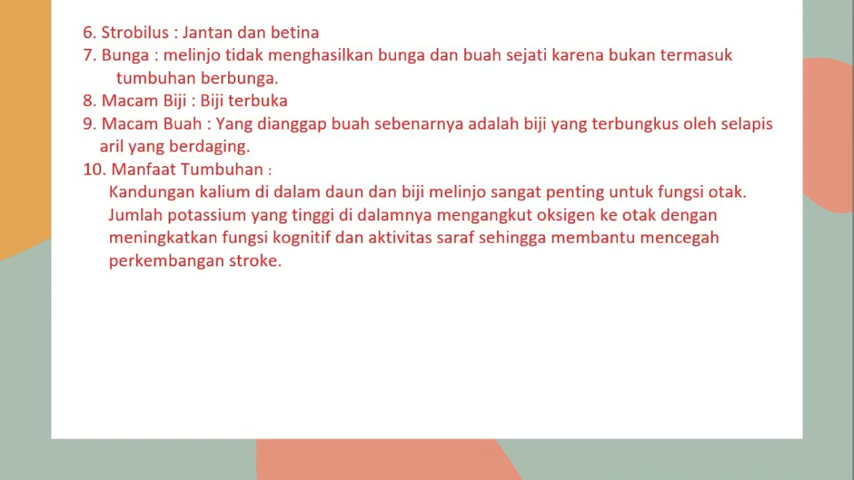 6. Strobilus : Jantan dan betina
7. Bunga : melinjo tidak menghasilkan bunga dan buah sejati karena bukan termasuk
tumbuhan berbunga.
8. Macam Biji : Biji terbuka
9. Macam Buah : Yang dianggap buah sebenarnya adalah biji yang terbungkus oleh selapis
aril yang berdaging.
10. Manfaat Tumbuhan :
Kandungan kalium di dalam daun dan biji melinjo sangat penting untuk fungsi otak.
Jumlah potassium yang tinggi di dalamnya mengangkut oksigen ke otak dengan
meningkatkan fungsi kognitif dan aktivitas saraf sehingga membantu mencegah
perkembangan stroke.